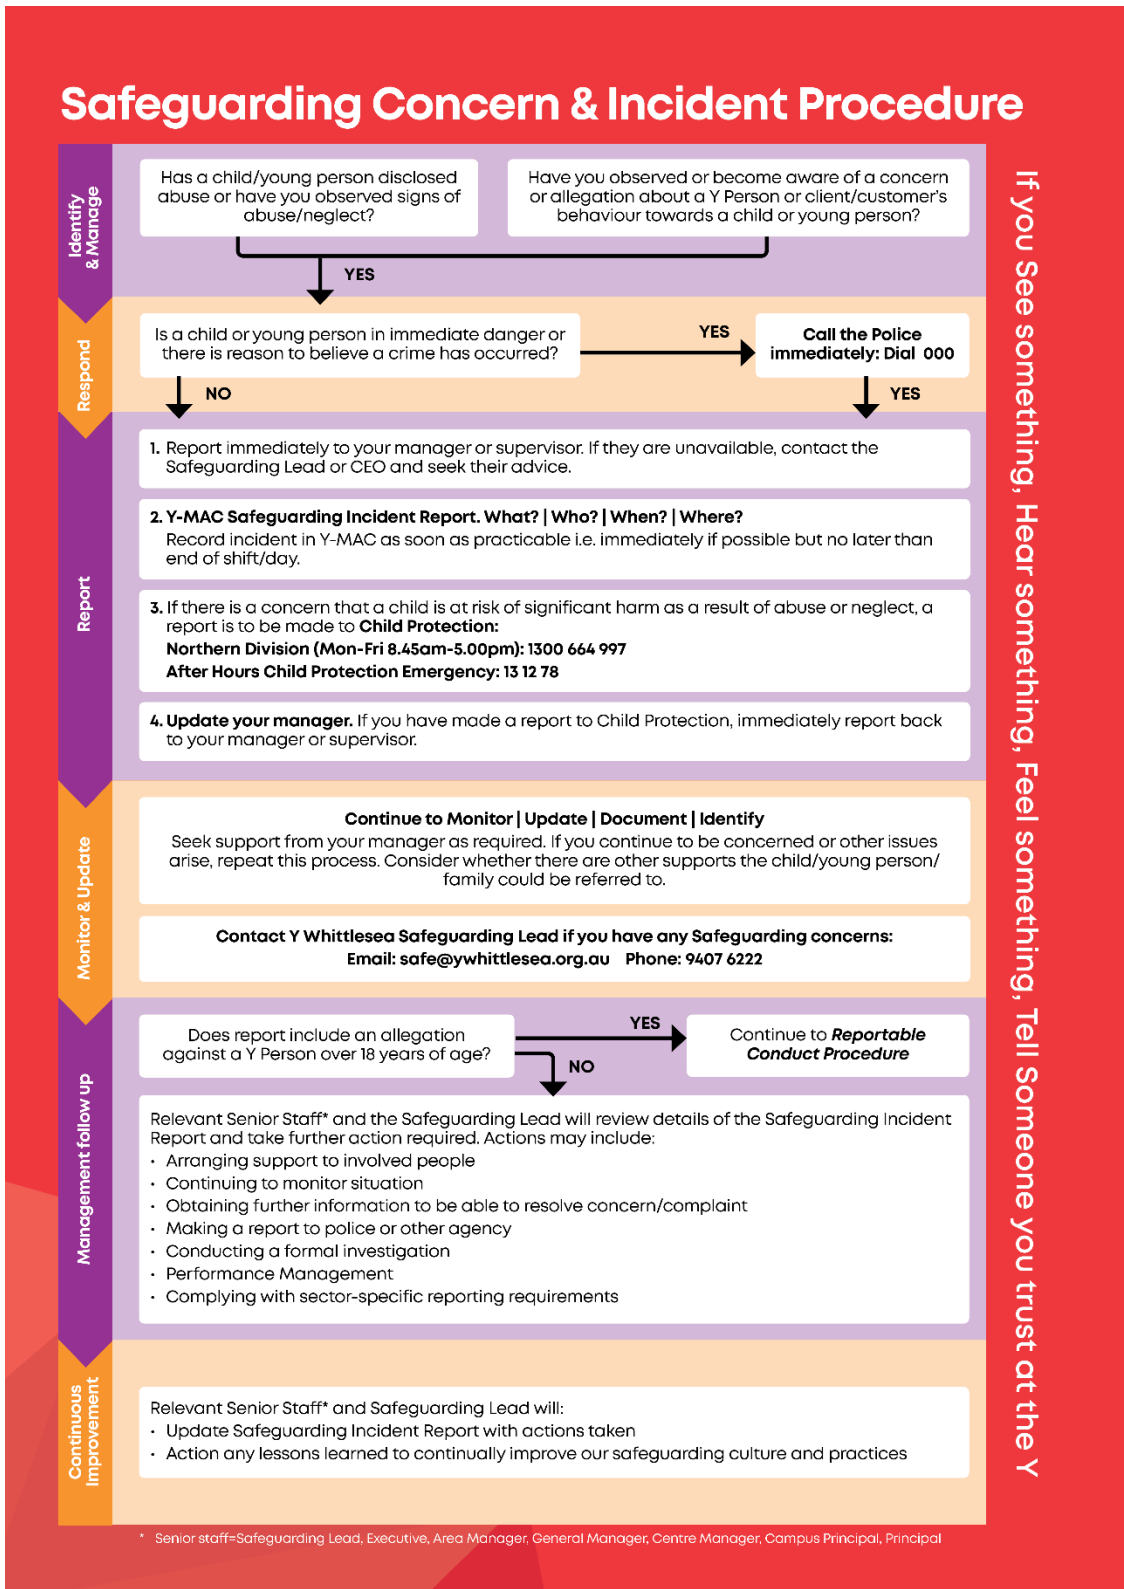 Safeguarding Concern & Incident Procedure
Identify
& Manage
Has a child/young person disclosed
abuse or have you observed signs of
abuse/neglect?
Have you observed or become aware of a concern
or allegation about a Y Person or client/customer's
behaviour towards a child or young person?
YES
Respond
Is a child or young person in immediate danger or
there is reason to believe a crime has occurred?
YES
Call the Police
immediately: Dial 000
NO
YES
Report
1. Report immediately to your manager or supervisor. If they are unavailable, contact the
Safeguarding Lead or CEO and seek their advice.
2. Y-MAC Safeguarding Incident Report. What? | Who? | When? | Where?
Record incident in Y-MAC as soon as practicable i.e. immediately if possible but no later than
end of shift/day.
3. If there is a concern that a child is at risk of significant harm as a result of abuse or neglect, a
report is to be made to Child Protection:
Northern Division (Mon-Fri 8.45am-5.00pm): 1300 664 997
After Hours Child Protection Emergency: 13 12 78
4. Update your manager. If you have made a report to Child Protection, immediately report back
to your manager or supervisor.
Monitor & Update
Continue to Monitor | Update | Document | Identify
Seek support from your manager as required. If you continue to be concerned or other issues
arise, repeat this process. Consider whether there are other supports the child/young person/
family could be referred to.
Contact Y Whittlesea Safeguarding Lead if you have any Safeguarding concerns:
Email: safe@ywhittlesea.org.au Phone: 9407 6222
Management follow up
Does report include an allegation
against a Y Person over 18 years of age?
YES
Continue to Reportable
Conduct Procedure
NO
Relevant Senior Staff* and the Safeguarding Lead will review details of the Safeguarding Incident
Report and take further action required. Actions may include:
· Arranging support to involved people
· Continuing to monitor situation
· Obtaining further information to be able to resolve concern/complaint
· Making a report to police or other agency
· Conducting a formal investigation
· Performance Management
· Complying with sector-specific reporting requirements
Continuous
Improvement
Relevant Senior Staff* and Safeguarding Lead will:
· Update Safeguarding Incident Report with actions taken
· Action any lessons learned to continually improve our safeguarding culture and practices
* Senior staff=Safeguarding Lead, Executive, Area Manager, General Manager, Centre Manager, Campus Principal, Principal
If you See something, Hear something, Feel something, Tell Someone you trust at the Y